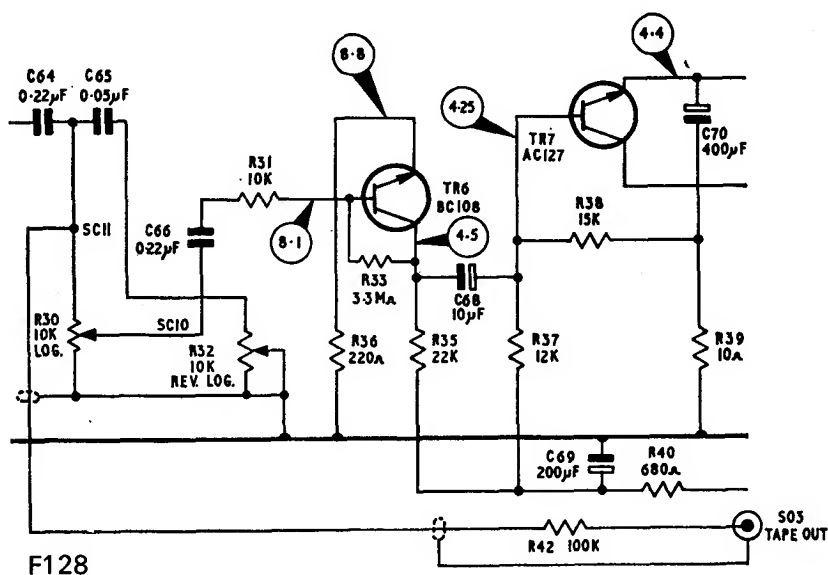 8·8
4·4
C64
0·22µF
C65
0·05µF
4·25
TR7
AC127
C70
400µF
R31
10K
TR6
BC108
R38
15K
SC11
C66
0·22µF
8·1
4·5
R33
3·3MΩ
C68
10µF
R30
10K
LOG.
SC10
R32
10K
REV. LOG.
R36
220Ω
R35
22K
R37
12K
R39
10Ω
C69
200µF
R40
680Ω
R42 100K
SO3
TAPE OUT
F128